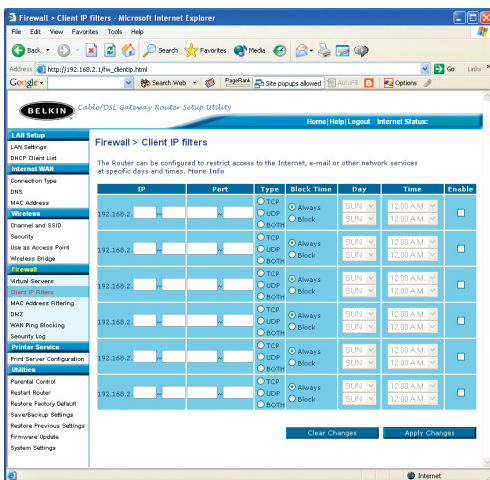 Firewall > Client IP filters - Microsoft Internet Explorer
File Edit View Favorites Tools Help
Back Search Favorites Media
Address http://192.168.2.1/fw_clientip.html Go Links
Google Search Web PageRank Site popups allowed AutoFill Options
BELKIN Cable/DSL Gateway Router Setup Utility
Home| Help| Logout Internet Status:
LAN Setup
LAN Settings
DHCP Client List
Internet WAN
Connection Type
DNS
MAC Address
Wireless
Channel and SSID
Security
Use as Access Point
Wireless Bridge
Firewall
Virtual Servers
Client IP Filters
MAC Address Filtering
DMZ
WAN Ping Blocking
Security Log
Printer Service
Print Server Configuration
Utilities
Parental Control
Restart Router
Restore Factory Default
Save/Backup Settings
Restore Previous Settings
Firmware Update
System Settings
Firewall > Client IP filters
The Router can be configured to restrict access to the Internet, e-mail or other network services
at specific days and times. More Info
IP Port Type Block Time Day Time Enable
192.168.2. ~ ~ TCP UDP BOTH Always Block SUN SUN 12:00 A.M. 12:00 A.M.
192.168.2. ~ ~ TCP UDP BOTH Always Block SUN SUN 12:00 A.M. 12:00 A.M.
192.168.2. ~ ~ TCP UDP BOTH Always Block SUN SUN 12:00 A.M. 12:00 A.M.
192.168.2. ~ ~ TCP UDP BOTH Always Block SUN SUN 12:00 A.M. 12:00 A.M.
192.168.2. ~ ~ TCP UDP BOTH Always Block SUN SUN 12:00 A.M. 12:00 A.M.
192.168.2. ~ ~ TCP UDP BOTH Always Block SUN SUN 12:00 A.M. 12:00 A.M.
Clear Changes Apply Changes
Internet